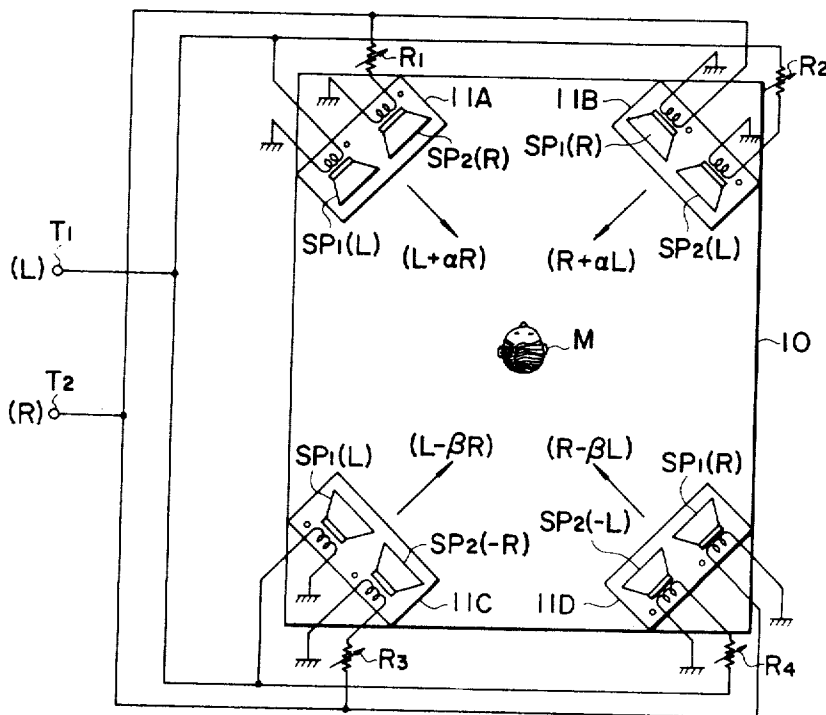 R1
R2
11A
11B
SP2(R)
SP1(R)
SP1(L)
SP2(L)
T1
(L)
(L+αR)
(R+αL)
M
10
T2
(R)
(L-βR)
(R-βL)
SP1(L)
SP1(R)
SP2(-L)
SP2(-R)
11C
11D
R3
R4